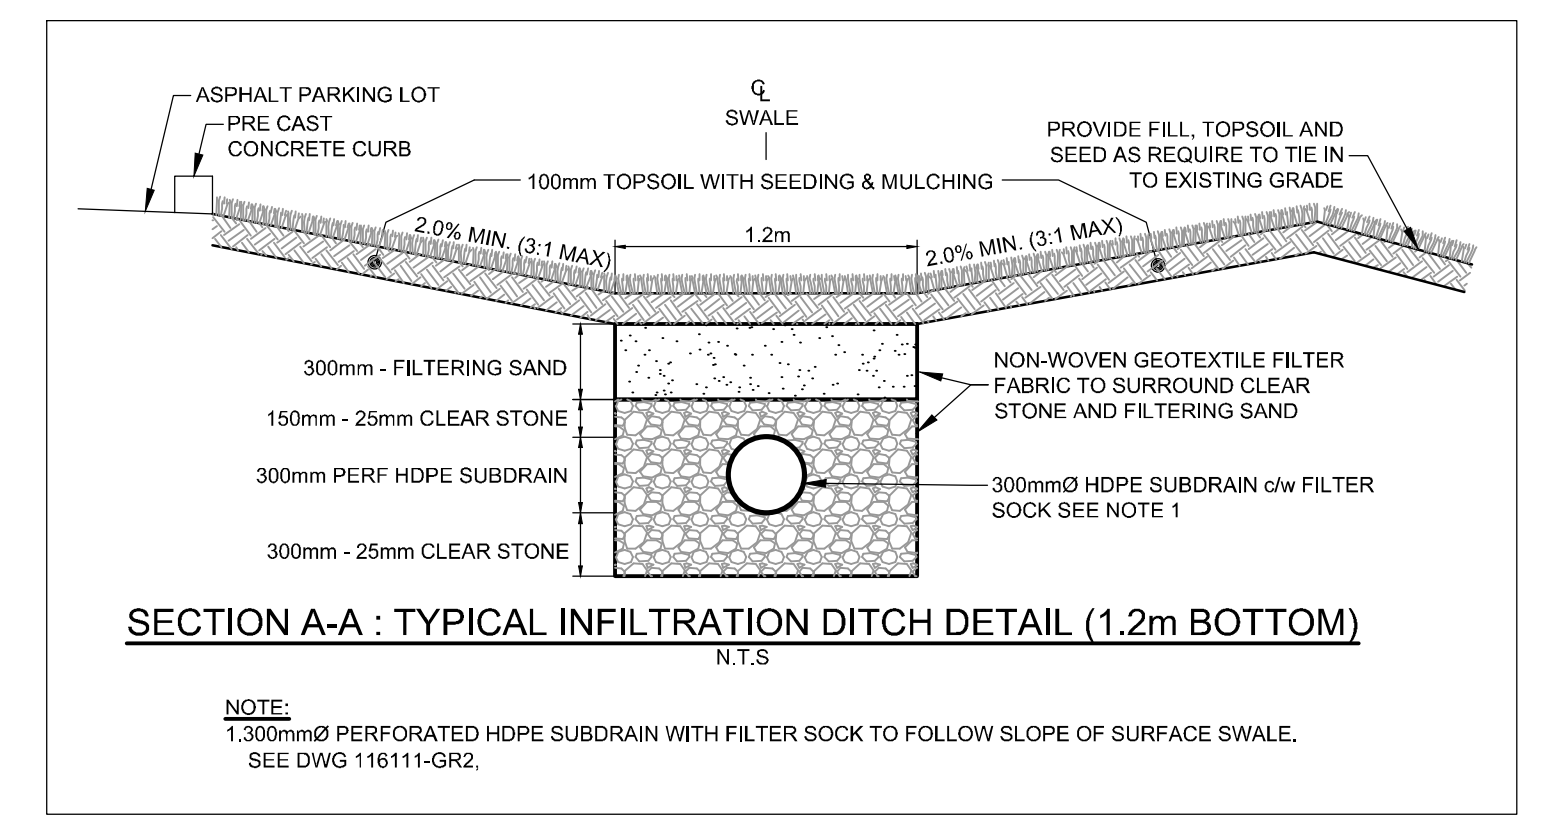 ASPHALT PARKING LOT
PRE CAST
CONCRETE CURB
℄
SWALE
PROVIDE FILL, TOPSOIL AND
SEED AS REQUIRE TO TIE IN
TO EXISTING GRADE
100mm TOPSOIL WITH SEEDING & MULCHING
2.0% MIN. (3:1 MAX)
1.2m
2.0% MIN. (3:1 MAX)
300mm - FILTERING SAND
150mm - 25mm CLEAR STONE
300mm PERF HDPE SUBDRAIN
300mm - 25mm CLEAR STONE
NON-WOVEN GEOTEXTILE FILTER
FABRIC TO SURROUND CLEAR
STONE AND FILTERING SAND
300mmØ HDPE SUBDRAIN c/w FILTER
SOCK SEE NOTE 1
SECTION A-A : TYPICAL INFILTRATION DITCH DETAIL (1.2m BOTTOM)
N.T.S
NOTE:
1.300mmØ PERFORATED HDPE SUBDRAIN WITH FILTER SOCK TO FOLLOW SLOPE OF SURFACE SWALE.
SEE DWG 116111-GR2,